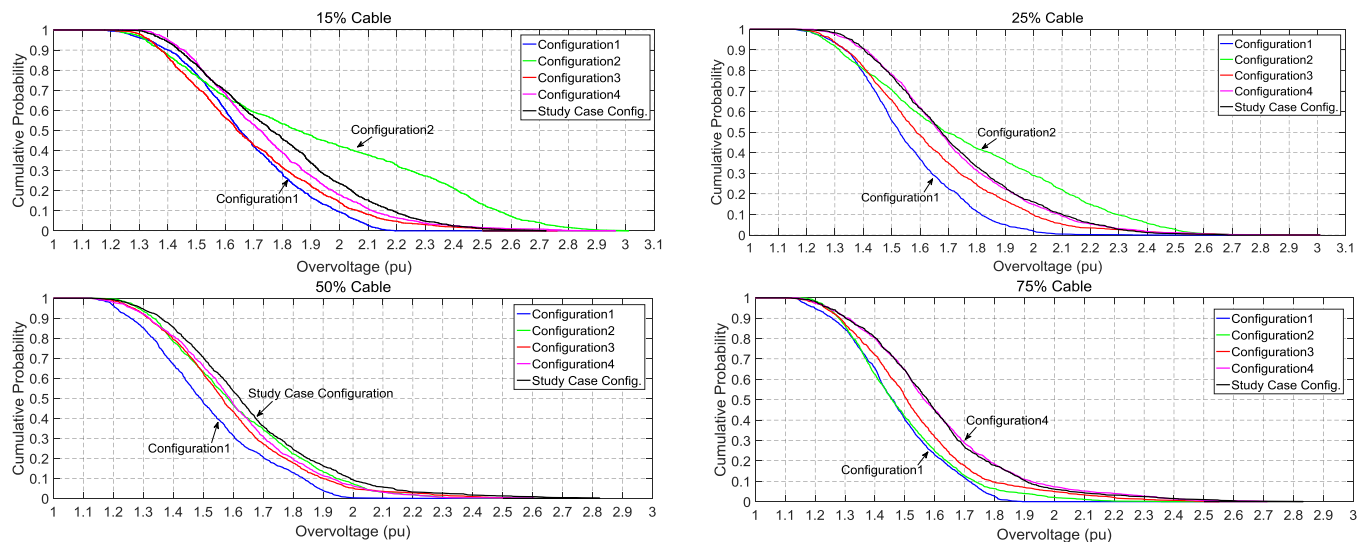 15% Cable
Cumulative Probability
1
0.9
0.8
0.7
0.6
0.5
0.4
0.3
0.2
0.1
0
Configuration1
Configuration2
Configuration3
Configuration4
Study Case Config.
Configuration2
Configuration1
1 1.1 1.2 1.3 1.4 1.5 1.6 1.7 1.8 1.9 2 2.1 2.2 2.3 2.4 2.5 2.6 2.7 2.8 2.9 3 3.1
Overvoltage (pu)
25% Cable
Cumulative Probability
1
0.9
0.8
0.7
0.6
0.5
0.4
0.3
0.2
0.1
0
Configuration1
Configuration2
Configuration3
Configuration4
Study Case Config.
Configuration2
Configuration1
1 1.1 1.2 1.3 1.4 1.5 1.6 1.7 1.8 1.9 2 2.1 2.2 2.3 2.4 2.5 2.6 2.7 2.8 2.9 3 3.1
Overvoltage (pu)
50% Cable
Cumulative Probability
1
0.9
0.8
0.7
0.6
0.5
0.4
0.3
0.2
0.1
0
Configuration1
Configuration2
Configuration3
Configuration4
Study Case Config.
Study Case Configuration
Configuration1
1 1.1 1.2 1.3 1.4 1.5 1.6 1.7 1.8 1.9 2 2.1 2.2 2.3 2.4 2.5 2.6 2.7 2.8 2.9 3
Overvoltage (pu)
75% Cable
Cumulative Probability
1
0.9
0.8
0.7
0.6
0.5
0.4
0.3
0.2
0.1
0
Configuration1
Configuration2
Configuration3
Configuration4
Study Case Config.
Configuration4
Configuration1
1 1.1 1.2 1.3 1.4 1.5 1.6 1.7 1.8 1.9 2 2.1 2.2 2.3 2.4 2.5 2.6 2.7 2.8 2.9 3
Overvoltage (pu)